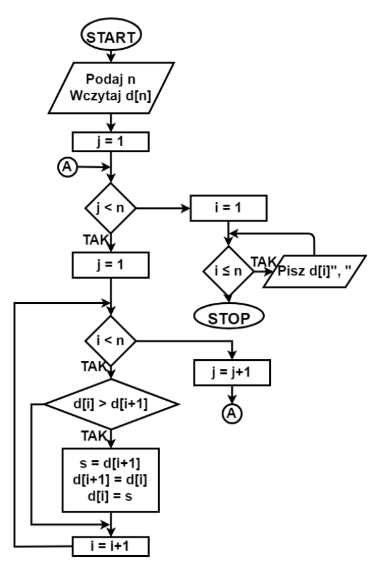 START
Podaj n
Wczytaj d[n]
j = 1
A
j < n
i = 1
TAK
j = 1
i ≤ n
TAK
Pisz d[i]", "
STOP
i < n
TAK
j = j+1
A
d[i] > d[i+1]
TAK
s = d[i+1]
d[i+1] = d[i]
d[i] = s
i = i+1